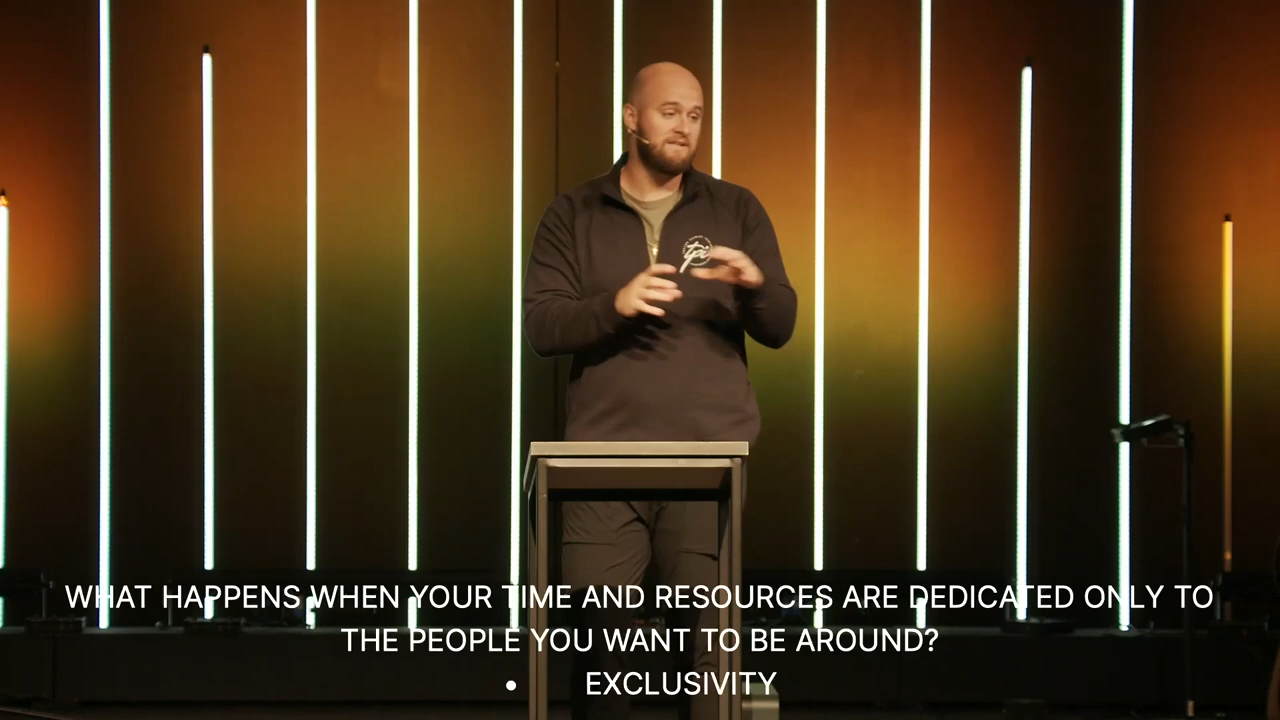 tpi
WHAT HAPPENS WHEN YOUR TIME AND RESOURCES ARE DEDICATED ONLY TO
THE PEOPLE YOU WANT TO BE AROUND?
• EXCLUSIVITY